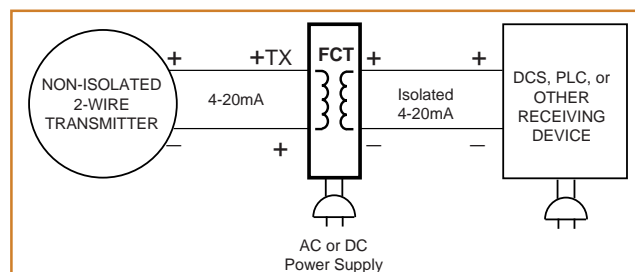 + +TX FCT + +
NON-ISOLATED
2-WIRE
TRANSMITTER
4-20mA
Isolated
4-20mA
DCS, PLC, or
OTHER
RECEIVING
DEVICE
– + – –
AC or DC
Power Supply